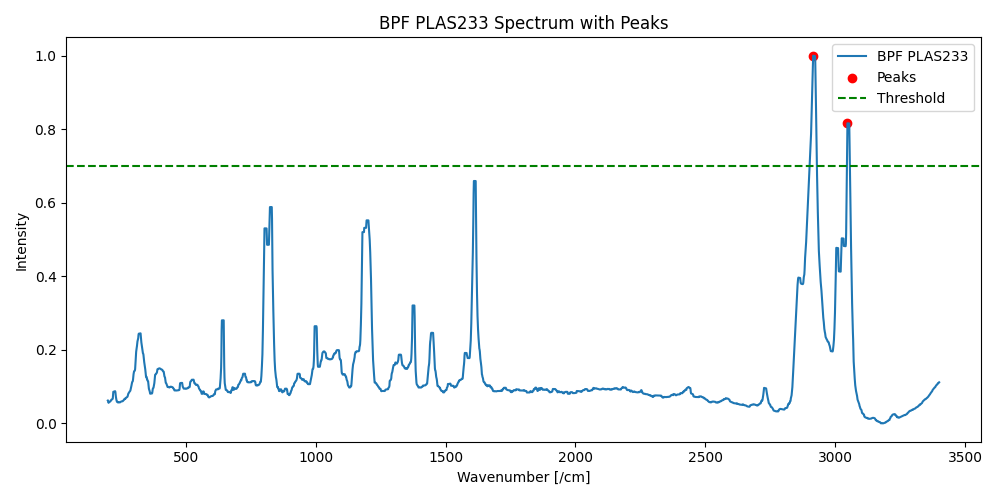 BPF PLAS233 Spectrum with Peaks
BPF PLAS233
Peaks
Threshold
Intensity
1.0
0.8
0.6
0.4
0.2
0.0
500 1000 1500 2000 2500 3000 3500
Wavenumber [/cm]